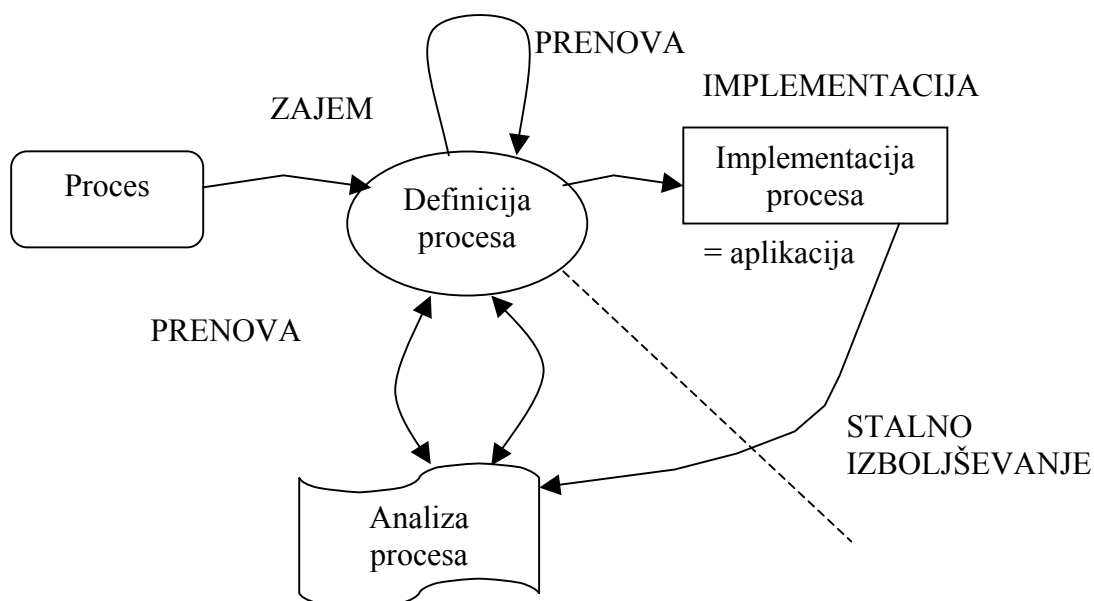 PRENOVA
IMPLEMENTACIJA
ZAJEM
Proces
Definicija
procesa
Implementacija
procesa
= aplikacija
PRENOVA
STALNO
IZBOLJŠEVANJE
Analiza
procesa